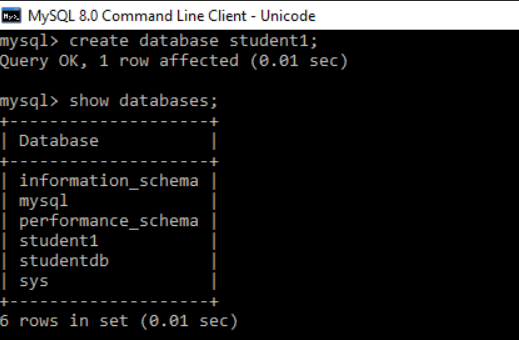 MySQL 8.0 Command Line Client - Unicode
mysql> create database student1;
Query OK, 1 row affected (0.01 sec)
mysql> show databases;
+--------------------+
| Database           |
+--------------------+
| information_schema |
| mysql              |
| performance_schema |
| student1           |
| studentdb          |
| sys                |
+--------------------+
6 rows in set (0.01 sec)